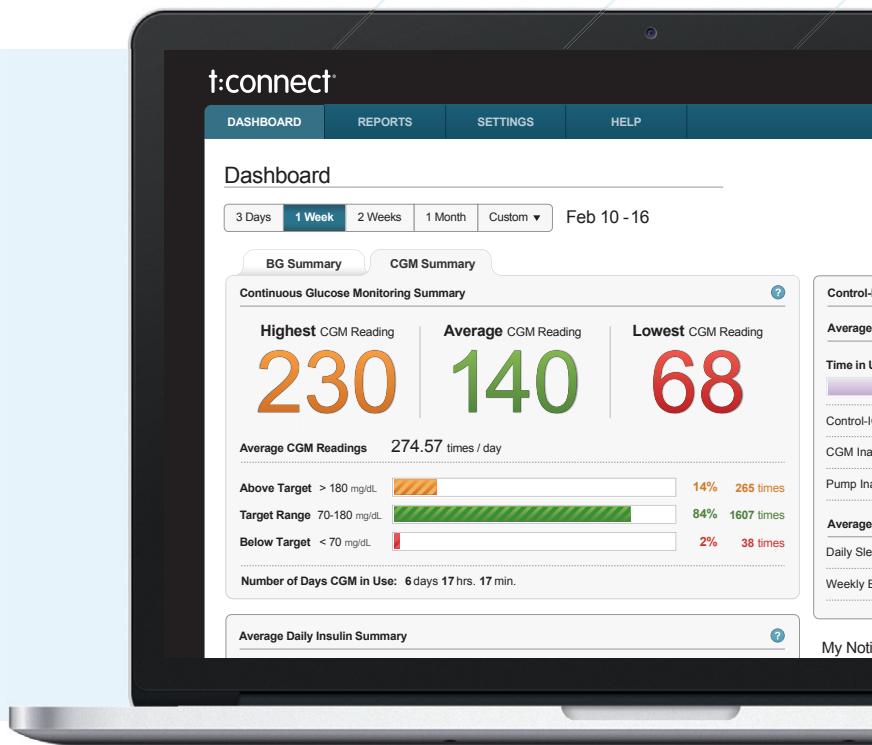 t:connect
DASHBOARD REPORTS SETTINGS HELP
Dashboard
3 Days 1 Week 2 Weeks 1 Month Custom ▼ Feb 10 - 16
BG Summary CGM Summary
Continuous Glucose Monitoring Summary ?
Highest CGM Reading Average CGM Reading Lowest CGM Reading
230 140 68
Average CGM Readings 274.57 times / day
Above Target > 180 mg/dL 14% 265 times
Target Range 70-180 mg/dL 84% 1607 times
Below Target < 70 mg/dL 2% 38 times
Number of Days CGM in Use: 6 days 17 hrs. 17 min.
Average Daily Insulin Summary ?
Control-
Average
Time in
Control-
CGM Ina
Pump Ina
Average
Daily Sle
Weekly E
My Noti